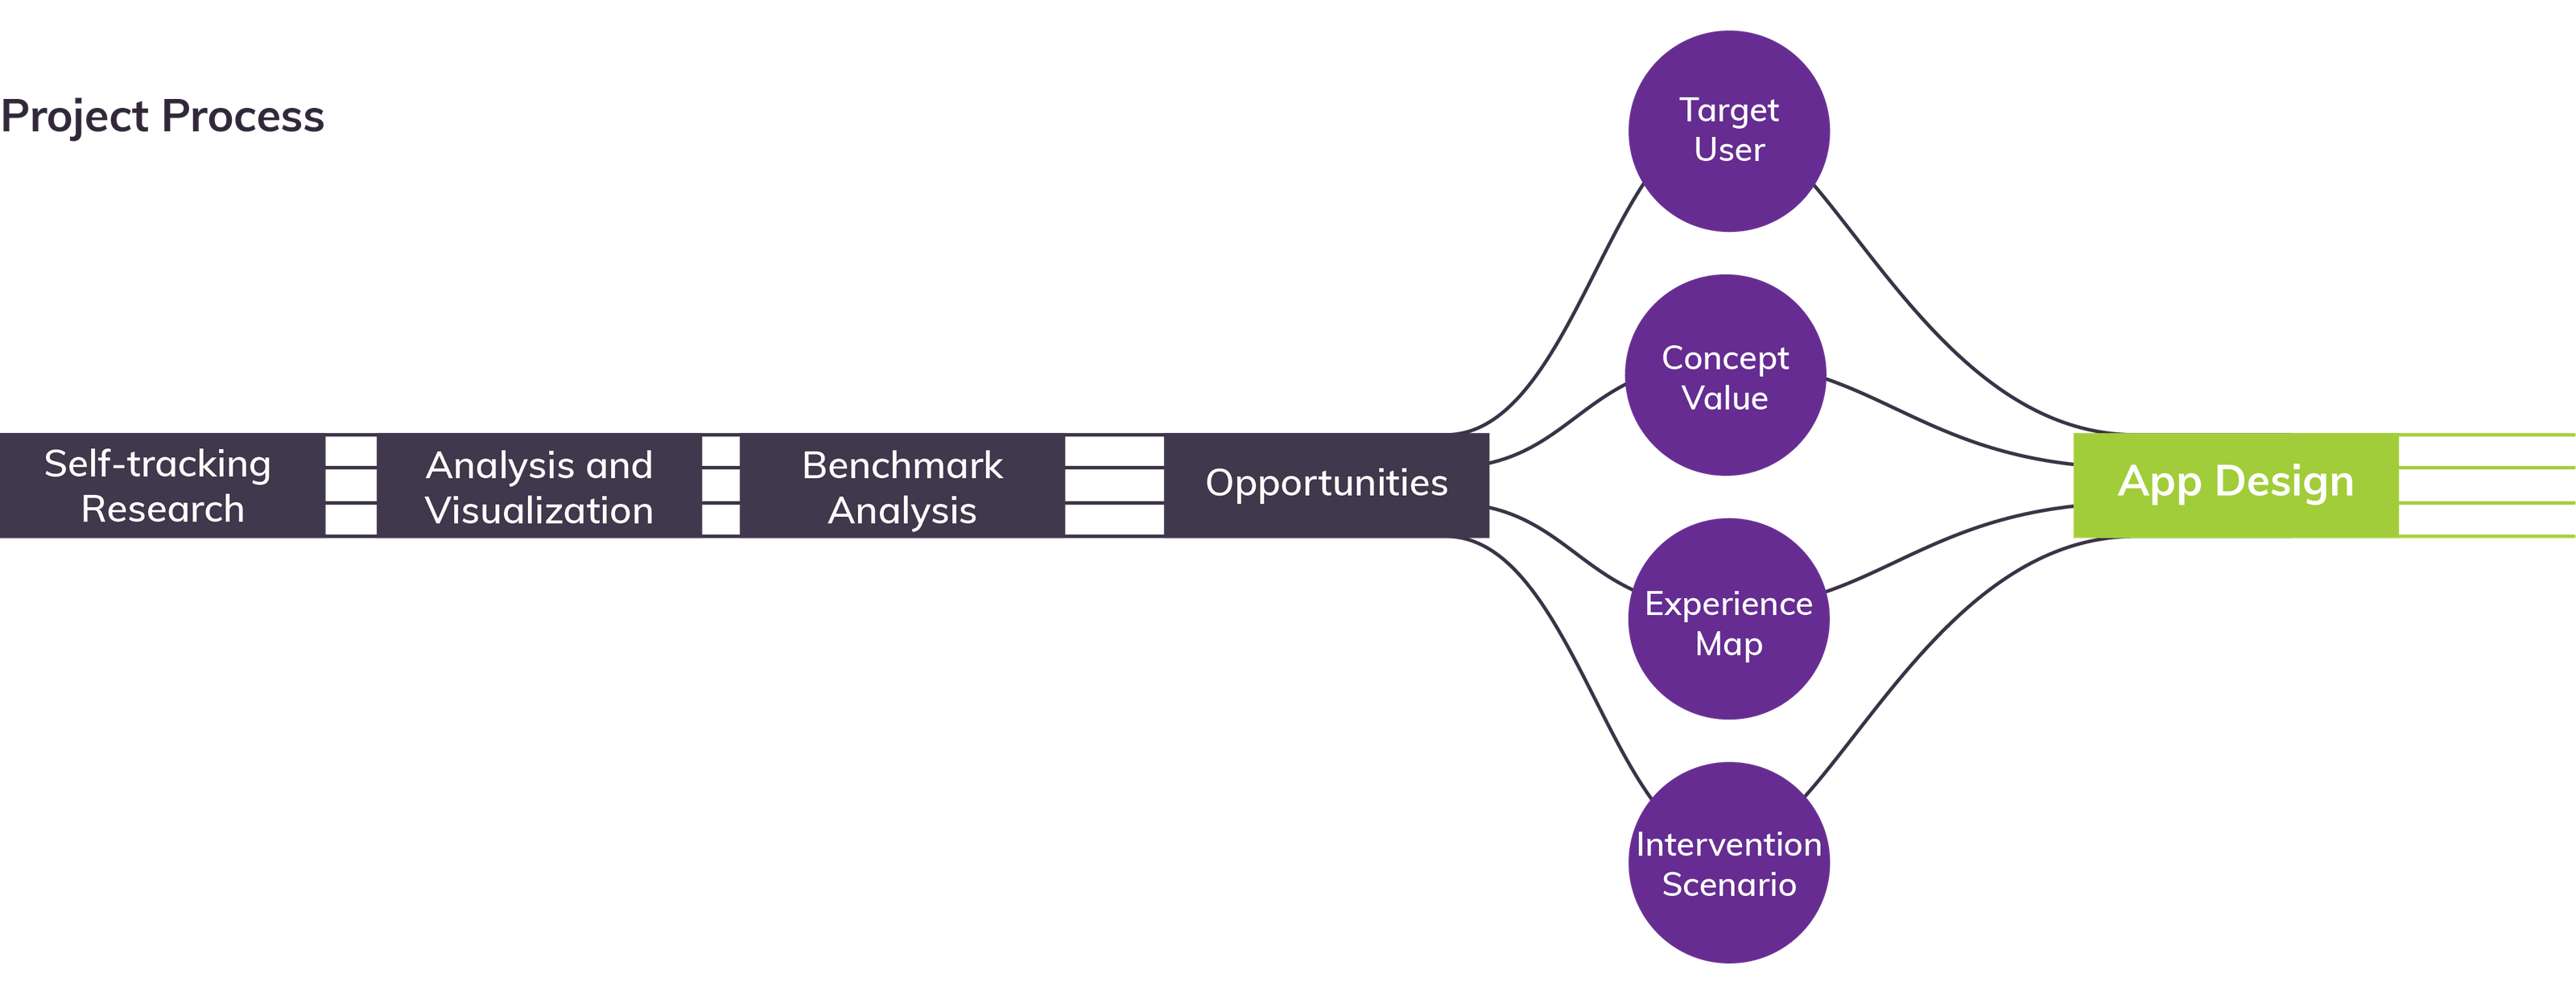 Project Process
Self-tracking
Research
Analysis and
Visualization
Benchmark
Analysis
Opportunities
Target
User
Concept
Value
Experience
Map
Intervention
Scenario
App Design